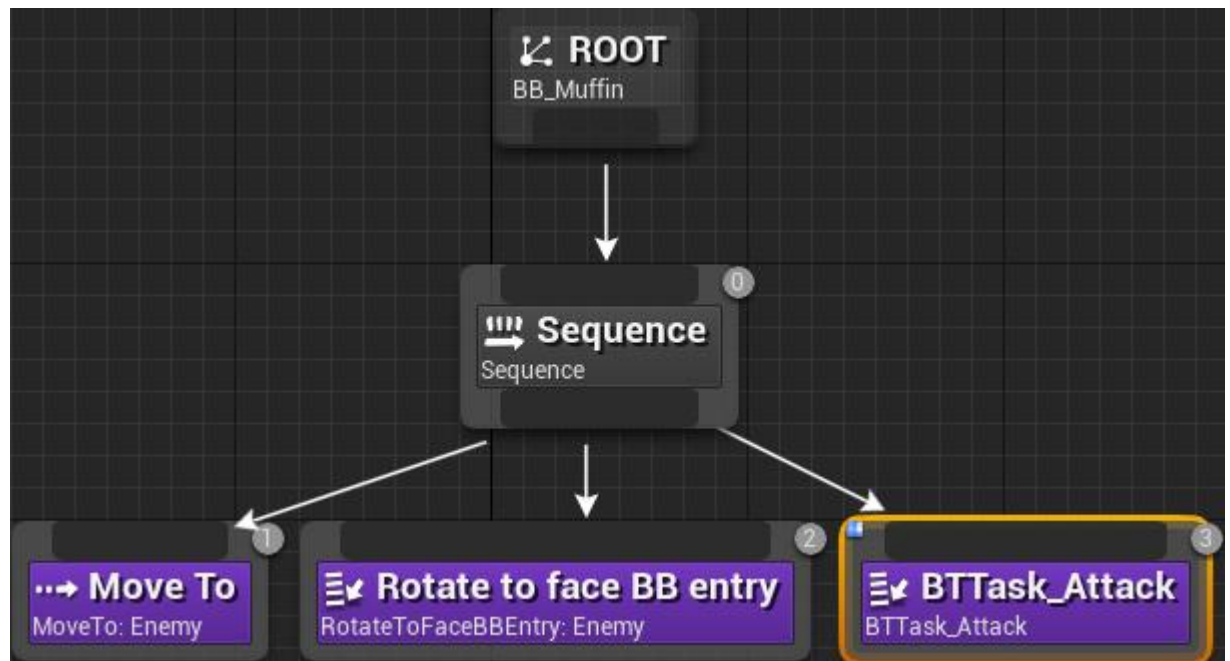 ROOT
BB_Muffin
0
Sequence
Sequence
1
2
3
Move To
MoveTo: Enemy
Rotate to face BB entry
RotateToFaceBBEntry: Enemy
BTTask_Attack
BTTask_Attack